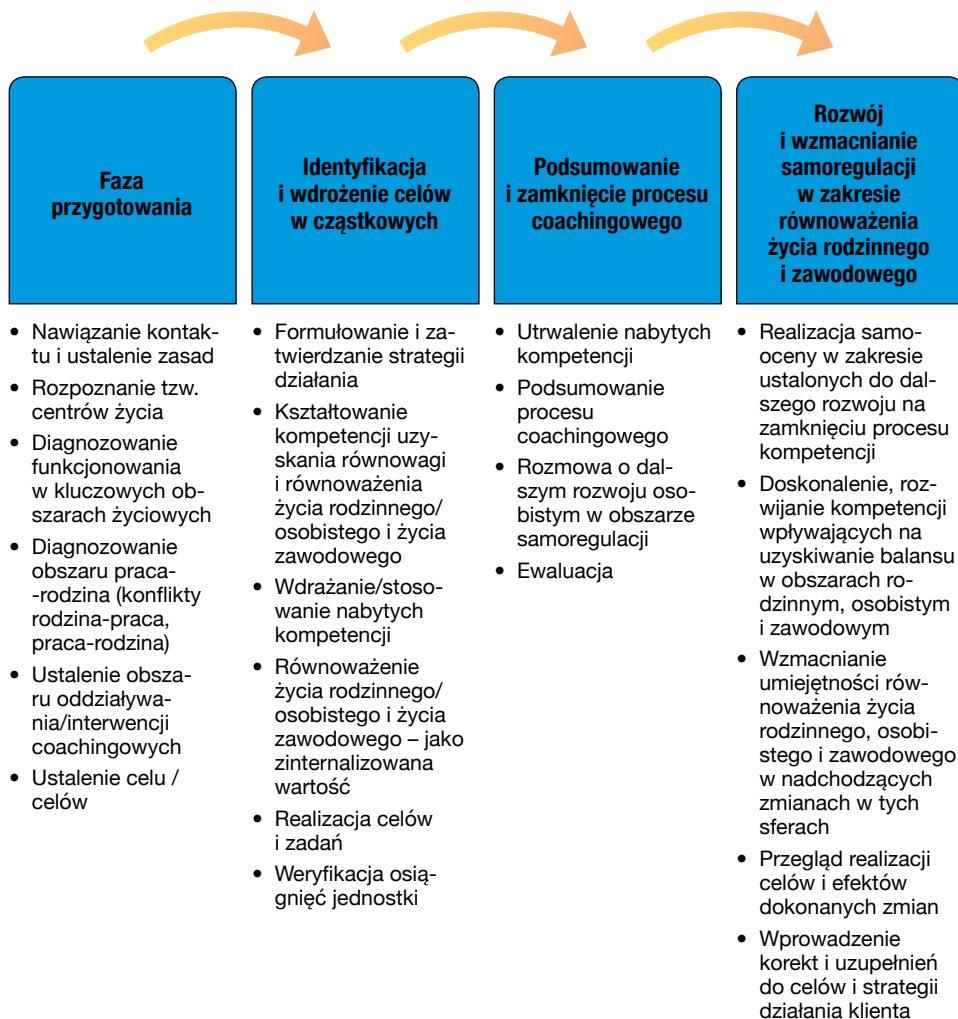 Faza
przygotowania
Identyfikacja
i wdrożenie celów
w cząstkowych
Podsumowanie
i zamknięcie procesu
coachingowego
Rozwój
i wzmacnianie
samoregulacji
w zakresie
równoważenia
życia rodzinnego
i zawodowego
• Nawiązanie kontak-
tu i ustalenie zasad
• Rozpoznanie tzw.
centrów życia
• Diagnozowanie
funkcjonowania
w kluczowych ob-
szarach życiowych
• Diagnozowanie
obszaru praca-
-rodzina (konflikty
rodzina-praca,
praca-rodzina)
• Ustalenie obsza-
ru oddziaływa-
nia/interwencji
coachingowych
• Ustalenie celu /
celów
• Formułowanie i za-
twierdzanie strategii
działania
• Kształtowanie
kompetencji uzy-
skania równowagi
i równoważenia
życia rodzinnego/
osobistego i życia
zawodowego
• Wdrażanie/stoso-
wanie nabytych
kompetencji
• Równoważenie
życia rodzinnego/
osobistego i życia
zawodowego – jako
zinternalizowana
wartość
• Realizacja celów
i zadań
• Weryfikacja osią-
gnięć jednostki
• Utrwalenie nabytych
kompetencji
• Podsumowanie
procesu
coachingowego
• Rozmowa o dal-
szym rozwoju oso-
bistym w obszarze
samoregulacji
• Ewaluacja
• Realizacja samo-
oceny w zakresie
ustalonych do dal-
szego rozwoju na
zamknięciu procesu
kompetencji
• Doskonalenie, roz-
wijanie kompetencji
wpływających na
uzyskiwanie balansu
w obszarach ro-
dzinnym, osobistym
i zawodowym
• Wzmacnianie
umiejętności rów-
noważenia życia
rodzinnego, osobi-
stego i zawodowego
w nadchodzących
zmianach w tych
sferach
• Przegląd realizacji
celów i efektów
dokonanych zmian
• Wprowadzenie
korekt i uzupełnień
do celów i strategii
działania klienta